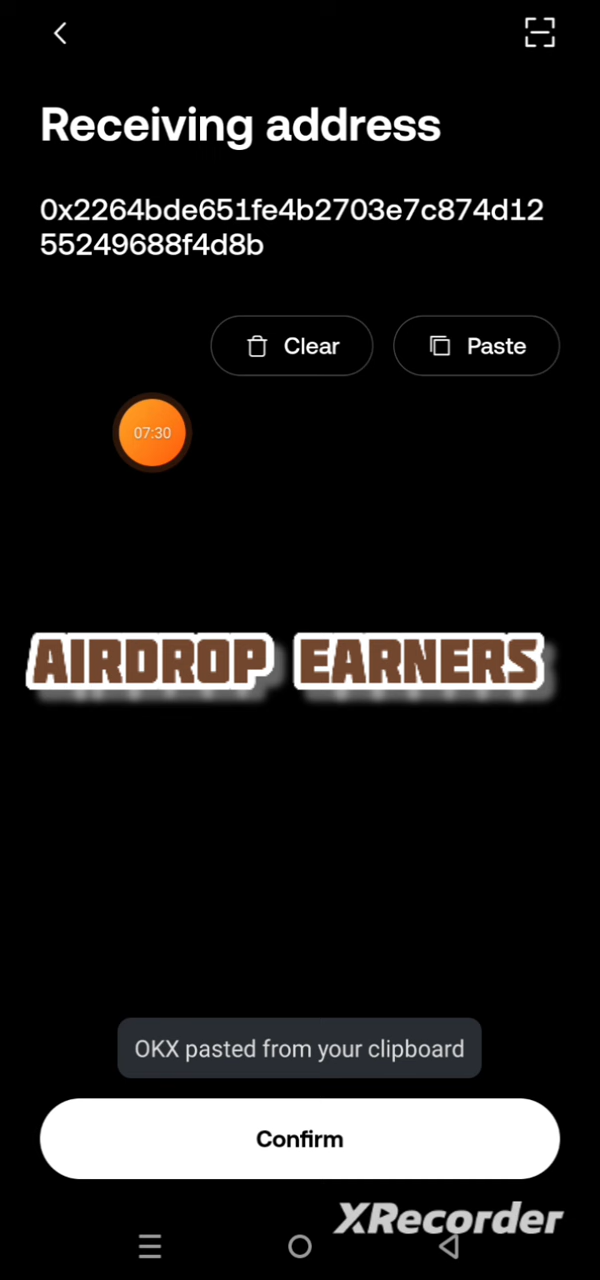 Receiving address
0x2264bde651fe4b2703e7c874d12
55249688f4d8b
Clear
Paste
07:30
AIRDROP EARNERS
OKX pasted from your clipboard
Confirm
XRecorder